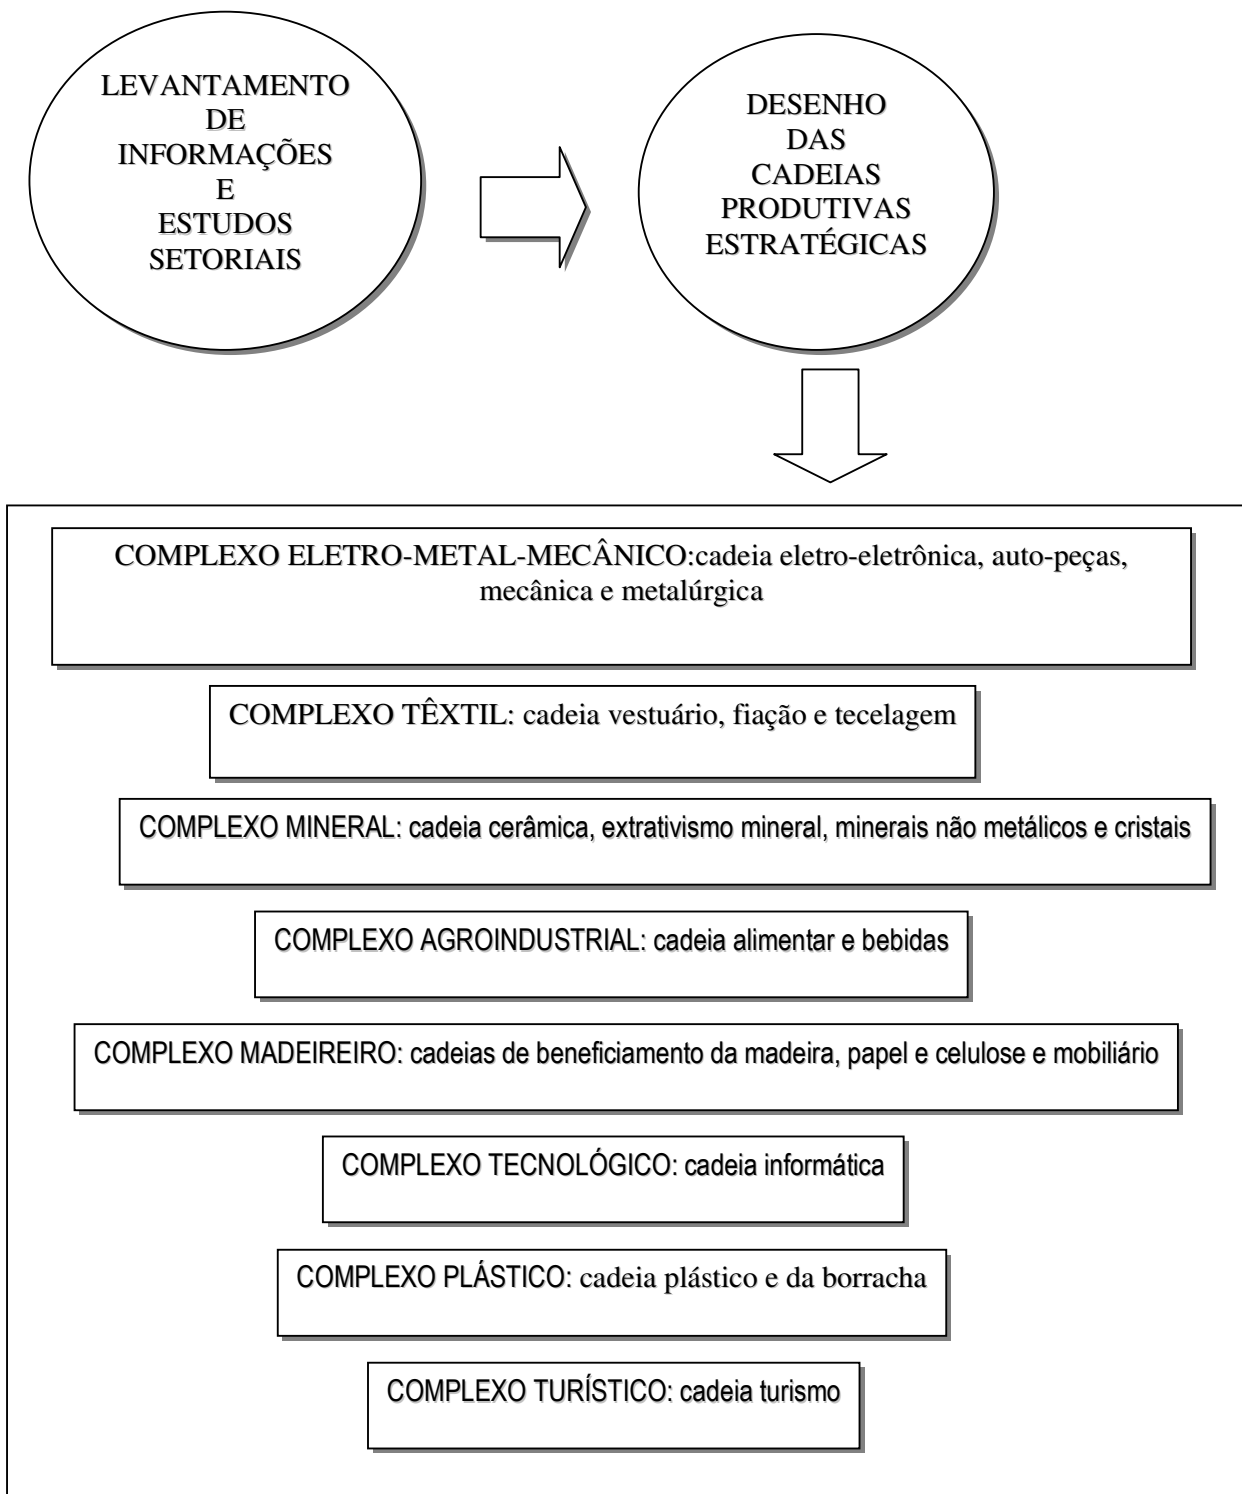 LEVANTAMENTO
DE
INFORMAÇÕES
E
ESTUDOS
SETORIAIS
DESENHO
DAS
CADEIAS
PRODUTIVAS
ESTRATÉGICAS
COMPLEXO ELETRO-METAL-MECÂNICO:cadeia eletro-eletrônica, auto-peças,
mecânica e metalúrgica
COMPLEXO TÊXTIL: cadeia vestuário, fiação e tecelagem
COMPLEXO MINERAL: cadeia cerâmica, extrativismo mineral, minerais não metálicos e cristais
COMPLEXO AGROINDUSTRIAL: cadeia alimentar e bebidas
COMPLEXO MADEIREIRO: cadeias de beneficiamento da madeira, papel e celulose e mobiliário
COMPLEXO TECNOLÓGICO: cadeia informática
COMPLEXO PLÁSTICO: cadeia plástico e da borracha
COMPLEXO TURÍSTICO: cadeia turismo